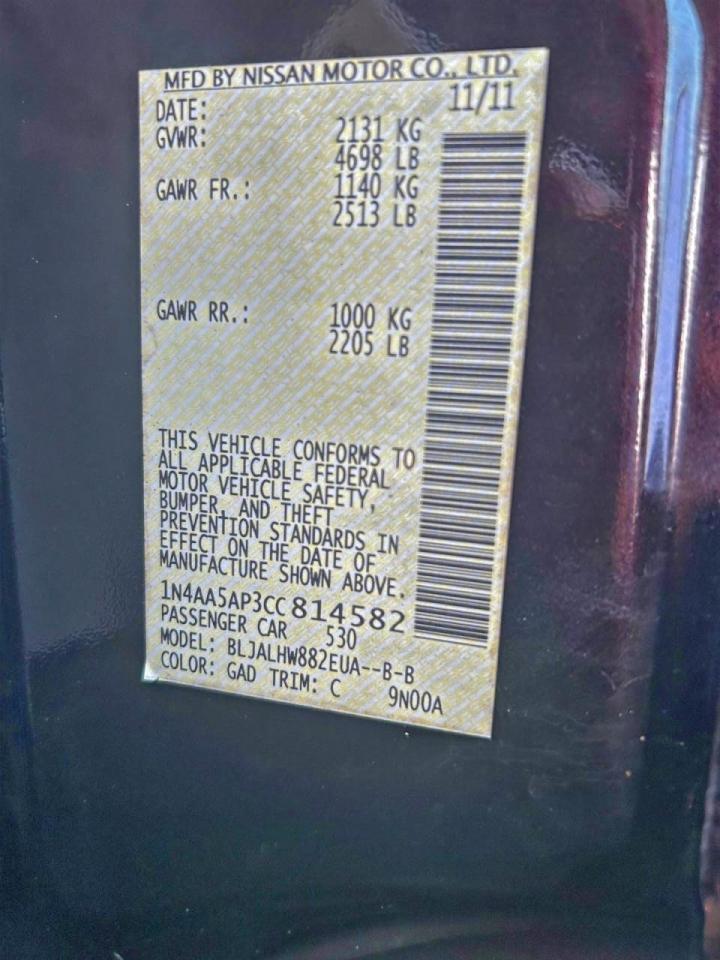 MFD BY NISSAN MOTOR CO., LTD.
DATE: 11/11
GVWR: 2131 KG
4698 LB
GAWR FR.: 1140 KG
2513 LB
GAWR RR.: 1000 KG
2205 LB
THIS VEHICLE CONFORMS TO
ALL APPLICABLE FEDERAL
MOTOR VEHICLE SAFETY,
BUMPER, AND THEFT
PREVENTION STANDARDS IN
EFFECT ON THE DATE OF
MANUFACTURE SHOWN ABOVE.
1N4AA5AP3CC814582
PASSENGER CAR 530
MODEL: BLJALHW882EUA--B-B
COLOR: GAD TRIM: C 9N00A